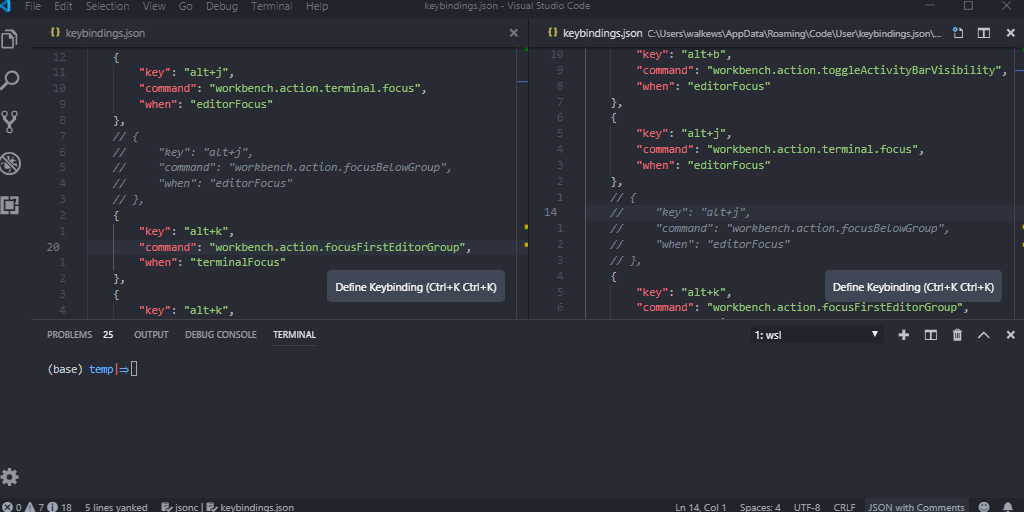 File Edit Selection View Go Debug Terminal Help keybindings.json - Visual Studio Code
{} keybindings.json
12 {
11 "key": "alt+j",
10 "command": "workbench.action.terminal.focus",
9 "when": "editorFocus"
8 },
7 // {
6 // "key": "alt+j",
5 // "command": "workbench.action.focusBelowGroup",
4 // "when": "editorFocus"
3 // },
2 {
1 "key": "alt+k",
20 "command": "workbench.action.focusFirstEditorGroup",
1 "when": "terminalFocus"
2 },
3 {
4 "key": "alt+k",
Define Keybinding (Ctrl+K Ctrl+K)
{} keybindings.json C:\Users\walkews\AppData\Roaming\Code\User\keybindings.json\...
10 "key": "alt+b",
9 "command": "workbench.action.toggleActivityBarVisibility",
8 "when": "editorFocus"
7 },
6 {
5 "key": "alt+j",
4 "command": "workbench.action.terminal.focus",
3 "when": "editorFocus"
2 },
1 // {
14 // "key": "alt+j",
1 // "command": "workbench.action.focusBelowGroup",
2 // "when": "editorFocus"
3 // },
4 {
5 "key": "alt+k",
6 "command": "workbench.action.focusFirstEditorGroup",
Define Keybinding (Ctrl+K Ctrl+K)
PROBLEMS 25 OUTPUT DEBUG CONSOLE TERMINAL 1: wsl
(base) temp|⇒
0 7 18 5 lines yanked jsonc | keybindings.json Ln 14, Col 1 Spaces: 4 UTF-8 CRLF JSON with Comments